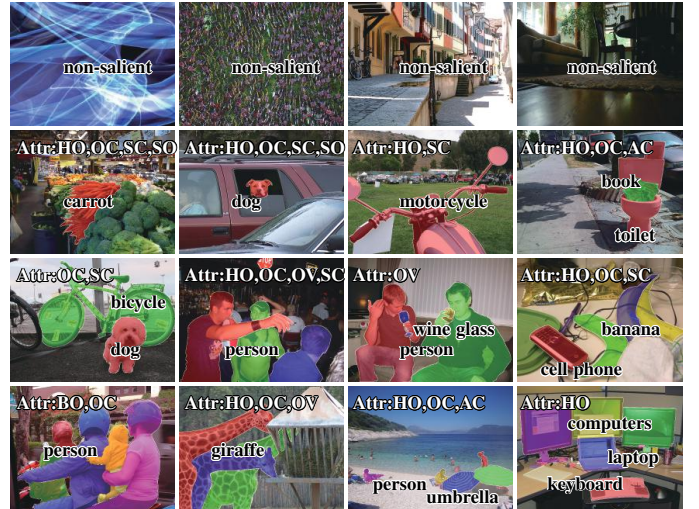 non-salient
non-salient
non-salient
non-salient
Attr:HO,OC,SC,SO
carrot
Attr:HO,OC,SC,SO
dog
Attr:HO,SC
motorcycle
Attr:HO,OC,AC
book
toilet
Attr:OC,SC
bicycle
dog
Attr:HO,OC,OV,SC
person
Attr:OV
wine glass
person
Attr:HO,OC,SC
banana
cell phone
Attr:BO,OC
person
Attr:HO,OC,OV
giraffe
Attr:HO,OC,AC
person
umbrella
Attr:HO
computers
laptop
keyboard